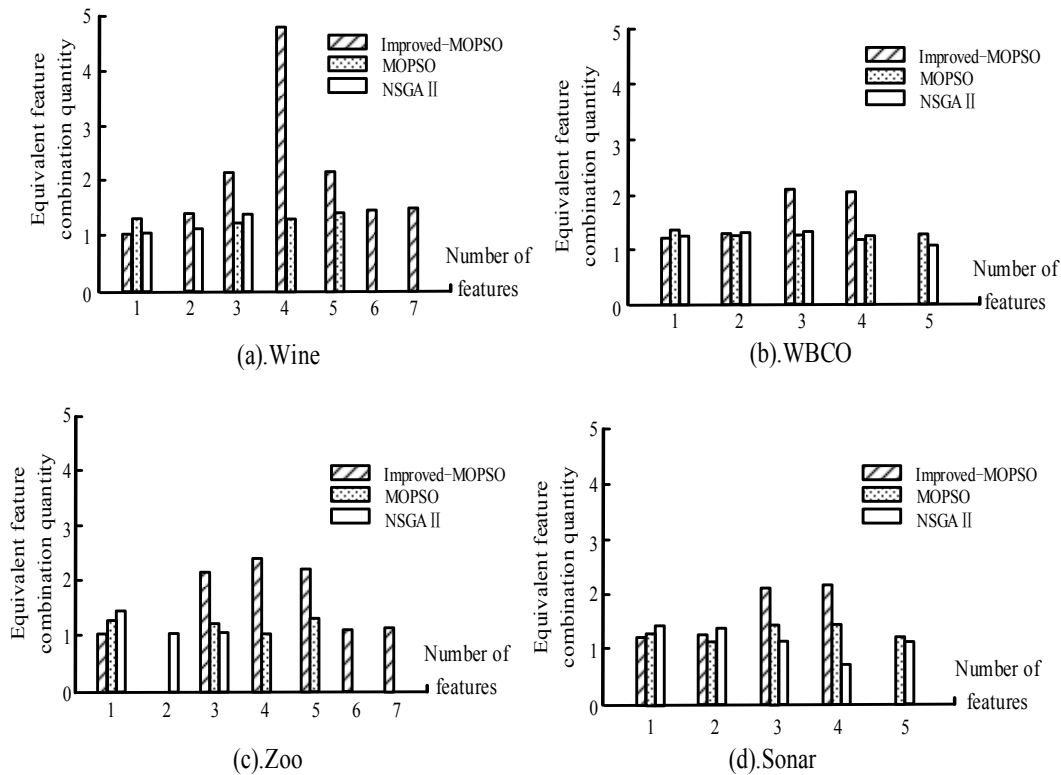 Equivalent feature
combination quantity
5
4
3
2
1
0
Improved-MOPSO
MOPSO
NSGA Ⅱ
Number of
features
1 2 3 4 5 6 7
(a).Wine
Equivalent feature
combination quantity
5
4
3
2
1
0
Improved-MOPSO
MOPSO
NSGA Ⅱ
Number of
features
1 2 3 4 5
(b).WBCO
Equivalent feature
combination quantity
5
4
3
2
1
0
Improved-MOPSO
MOPSO
NSGA Ⅱ
Number of
features
1 2 3 4 5 6 7
(c).Zoo
Equivalent feature
combination quantity
5
4
3
2
1
0
Improved-MOPSO
MOPSO
NSGA Ⅱ
Number of
features
1 2 3 4 5
(d).Sonar